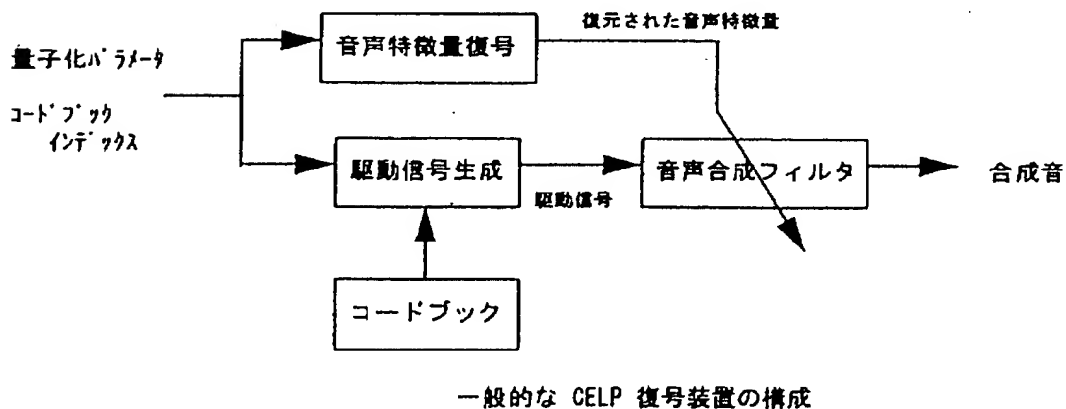 復元された音声特徴量
音声特徴量復号
量子化パラメータ
コードブック
インデックス
駆動信号生成
駆動信号
音声合成フィルタ
合成音
コードブック
一般的な CELP 復号装置の構成